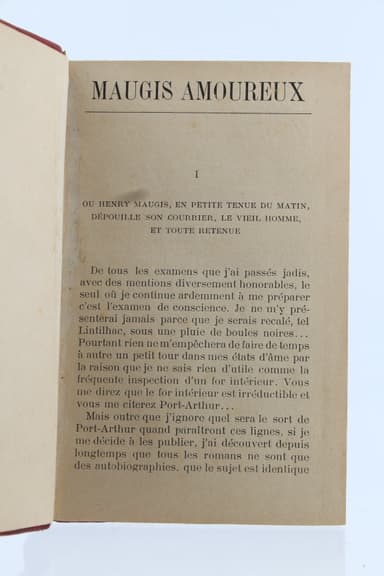 MAUGIS AMOUREUX
I
OU HENRY MAUGIS, EN PETITE TENUE DU MATIN,
DÉPOUILLE SON COURRIER, LE VIEIL HOMME,
ET TOUTE RETENUE
De tous les examens que j'ai passés jadis,
avec des mentions diversement honorables, le
seul où je continue ardemment à me préparer
c'est l'examen de conscience. Je ne m'y pré-
senterai jamais parce que je serais recalé, tel
Lintilhac, sous une pluie de boules noires...
Pourtant rien ne m'empêchera de faire de temps
à autre un petit tour dans mes états d'âme par
la raison que je ne sais rien d'utile comme la
fréquente inspection d'un for intérieur. Vous
me direz que le for intérieur est irréductible et
vous me citerez Port-Arthur...
Mais outre que j'ignore quel sera le sort de
Port-Arthur quand paraîtront ces lignes, si je
me décide à les publier, j'ai découvert depuis
longtemps que tous les romans ne sont que
des autobiographies, que le sujet est identique